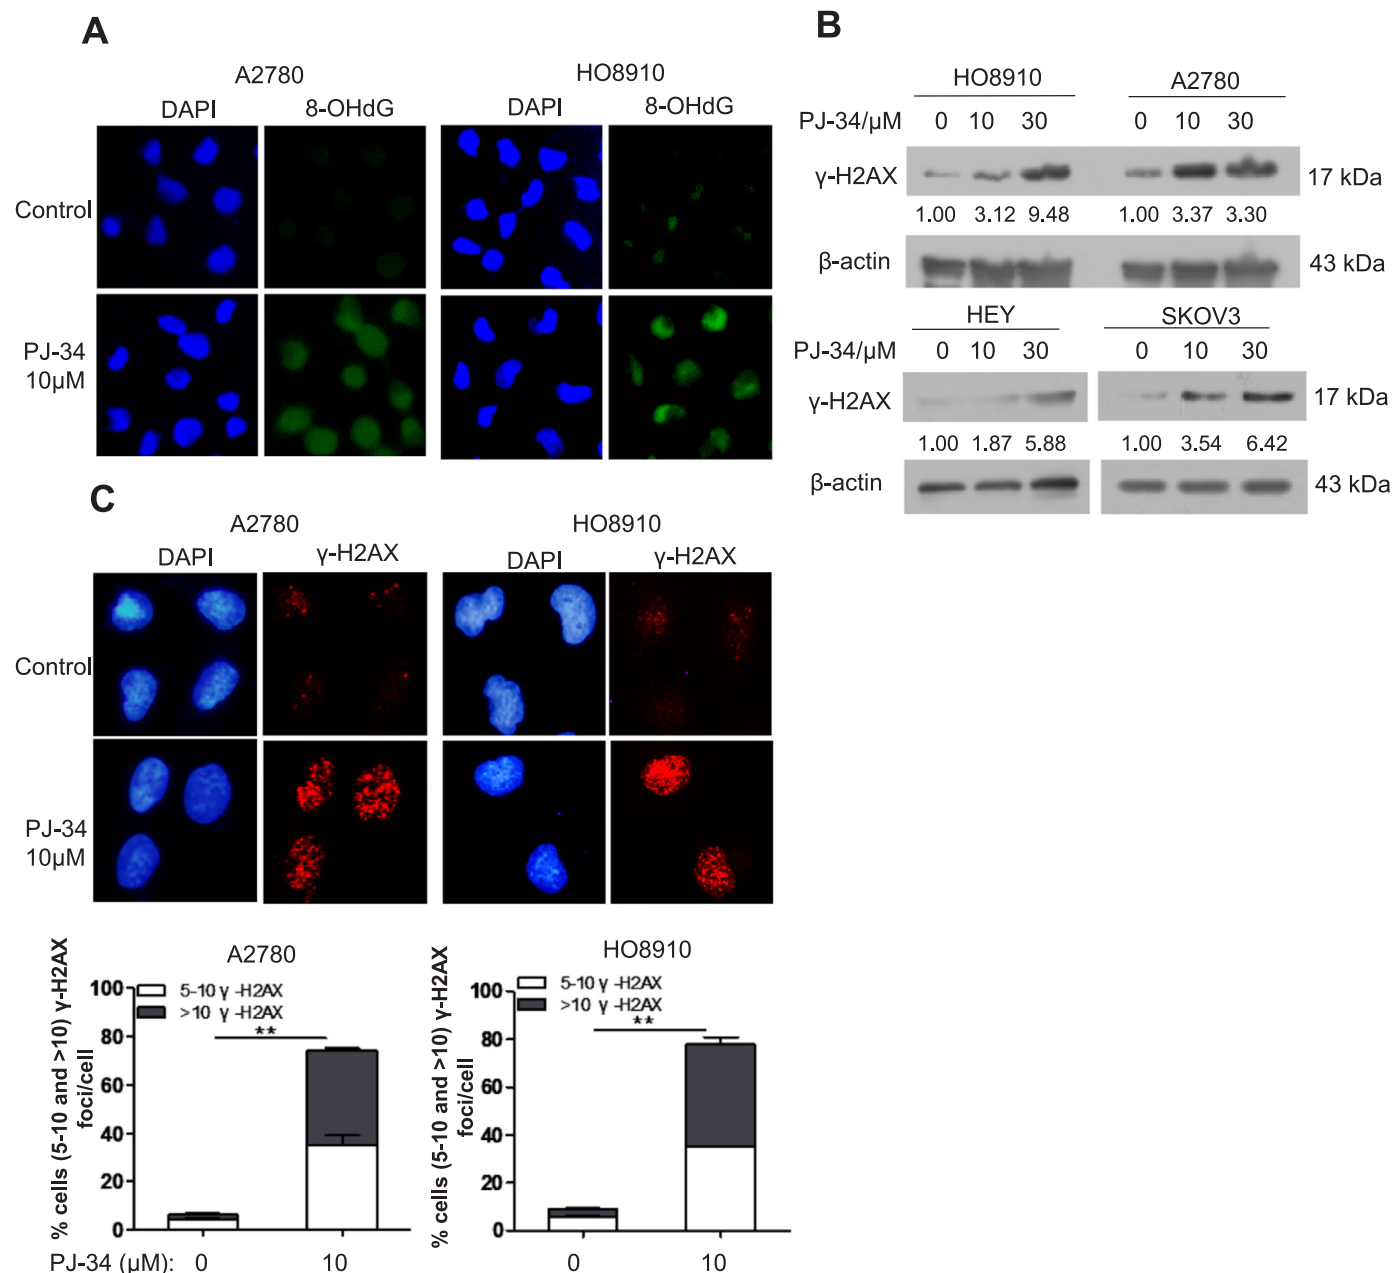 A
A2780
HO8910
DAPI
8-OHdG
DAPI
8-OHdG
Control
PJ-34
10µM
B
HO8910
A2780
PJ-34/µM
0 10 30
0 10 30
γ-H2AX
17 kDa
1.00 3.12 9.48
1.00 3.37 3.30
β-actin
43 kDa
HEY
SKOV3
PJ-34/µM
0 10 30
0 10 30
γ-H2AX
17 kDa
1.00 1.87 5.88
1.00 3.54 6.42
β-actin
43 kDa
C
A2780
HO8910
DAPI
γ-H2AX
DAPI
γ-H2AX
Control
PJ-34
10µM
A2780
% cells (5-10 and >10) γ-H2AX
foci/cell
100
80
60
40
20
0
5-10 γ -H2AX
>10 γ -H2AX
**
PJ-34 (µM): 0 10
HO8910
% cells (5-10 and >10) γ-H2AX
foci/cell
100
80
60
40
20
0
5-10 γ -H2AX
>10 γ -H2AX
**
0 10